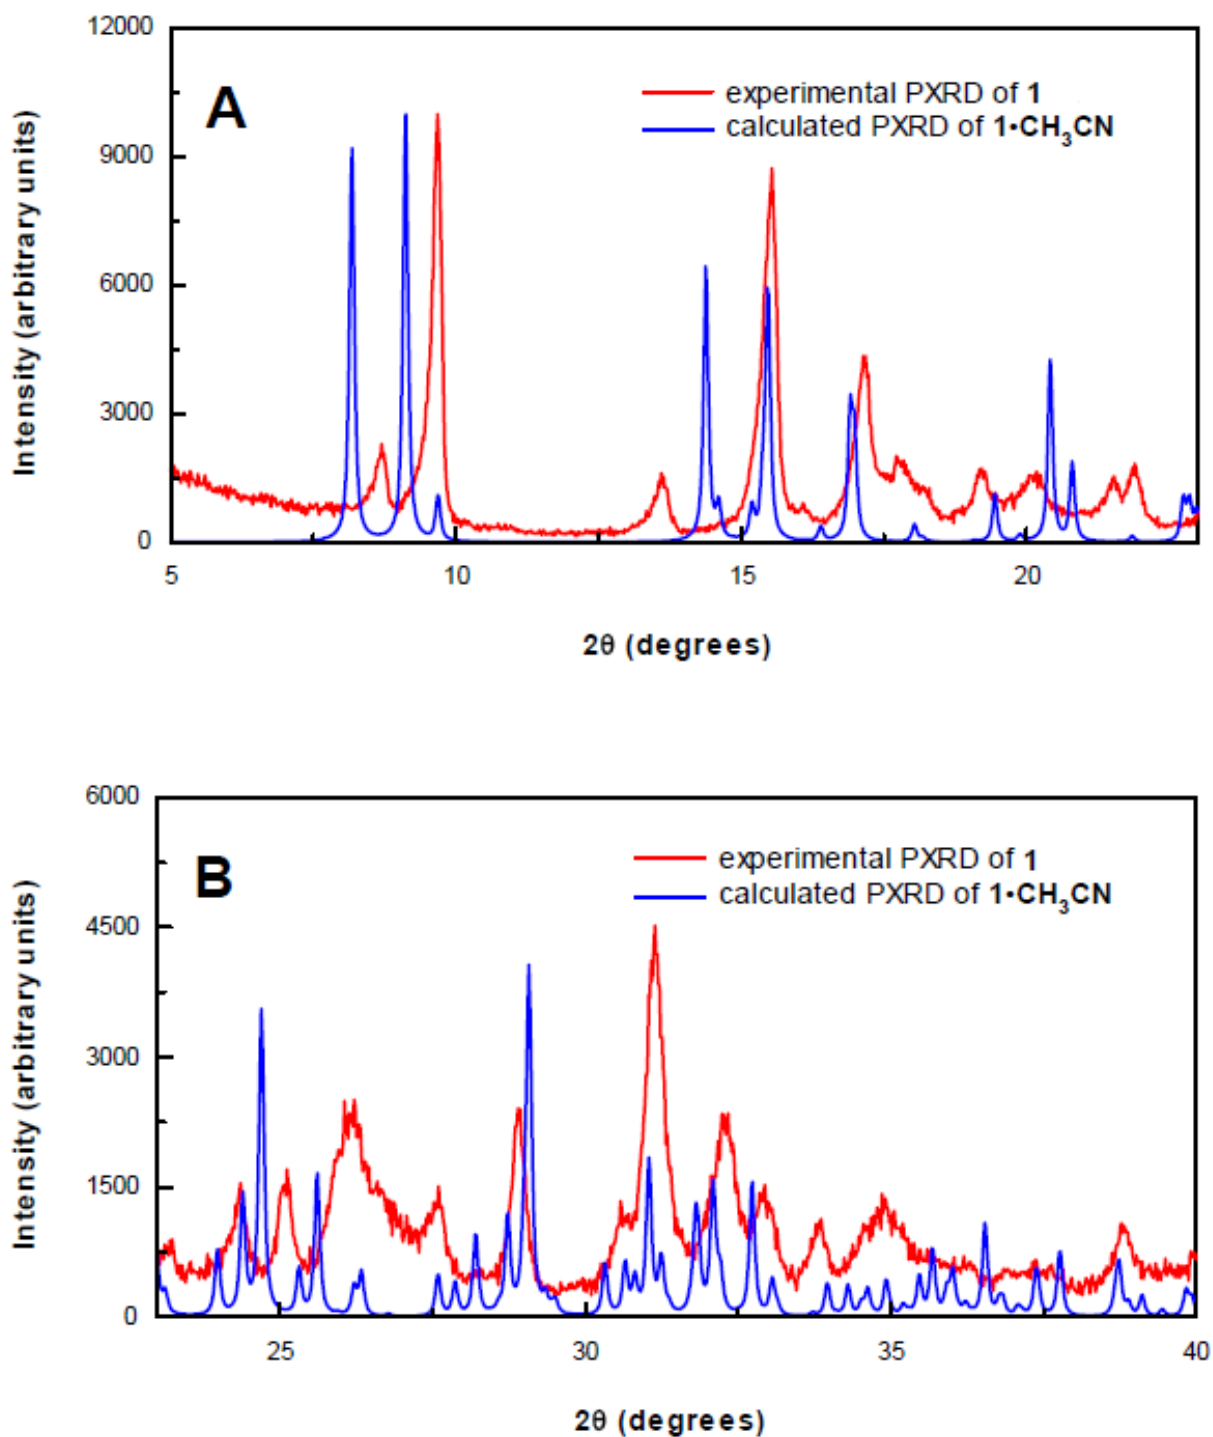 12000
A
experimental PXRD of 1
calculated PXRD of 1•CH3CN
9000
6000
3000
0
Intensity (arbitrary units)
5 10 15 20
2θ (degrees)
6000
B
experimental PXRD of 1
calculated PXRD of 1•CH3CN
4500
3000
1500
0
Intensity (arbitrary units)
25 30 35 40
2θ (degrees)